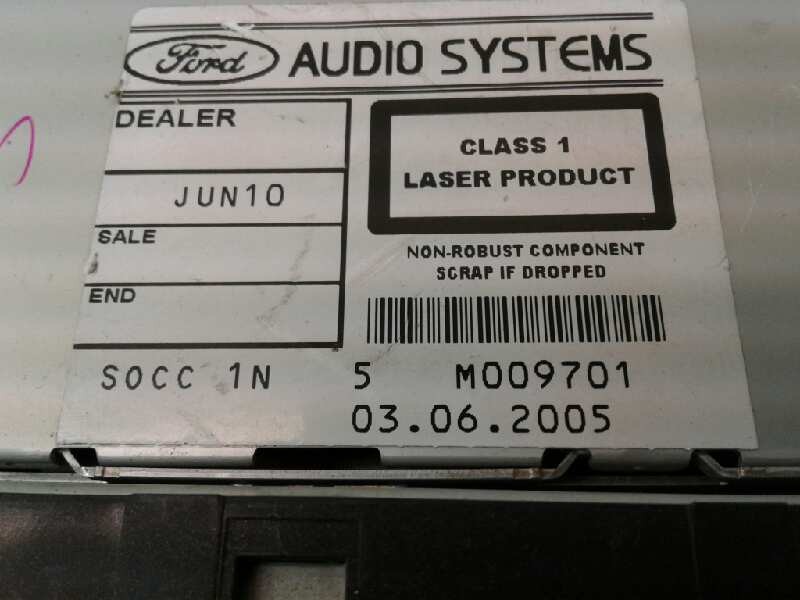 Ford AUDIO SYSTEMS
DEALER
JUN10
SALE
END
CLASS 1
LASER PRODUCT
NON-ROBUST COMPONENT
SCRAP IF DROPPED
SOCC 1N 5 M009701
03.06.2005